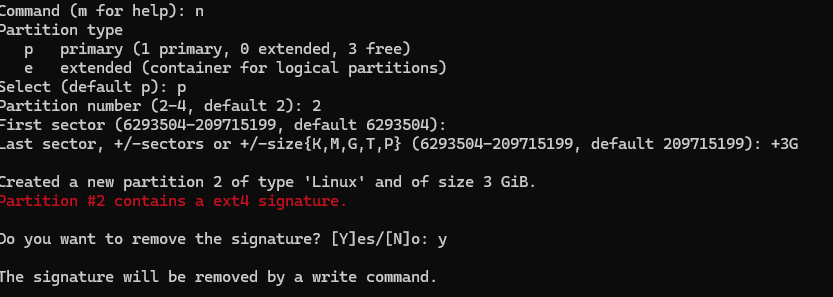 Command (m for help): n
Partition type
   p   primary (1 primary, 0 extended, 3 free)
   e   extended (container for logical partitions)
Select (default p): p
Partition number (2-4, default 2): 2
First sector (6293504-209715199, default 6293504):
Last sector, +/-sectors or +/-size{K,M,G,T,P} (6293504-209715199, default 209715199): +3G
Created a new partition 2 of type 'Linux' and of size 3 GiB.
Partition #2 contains a ext4 signature.
Do you want to remove the signature? [Y]es/[N]o: y
The signature will be removed by a write command.